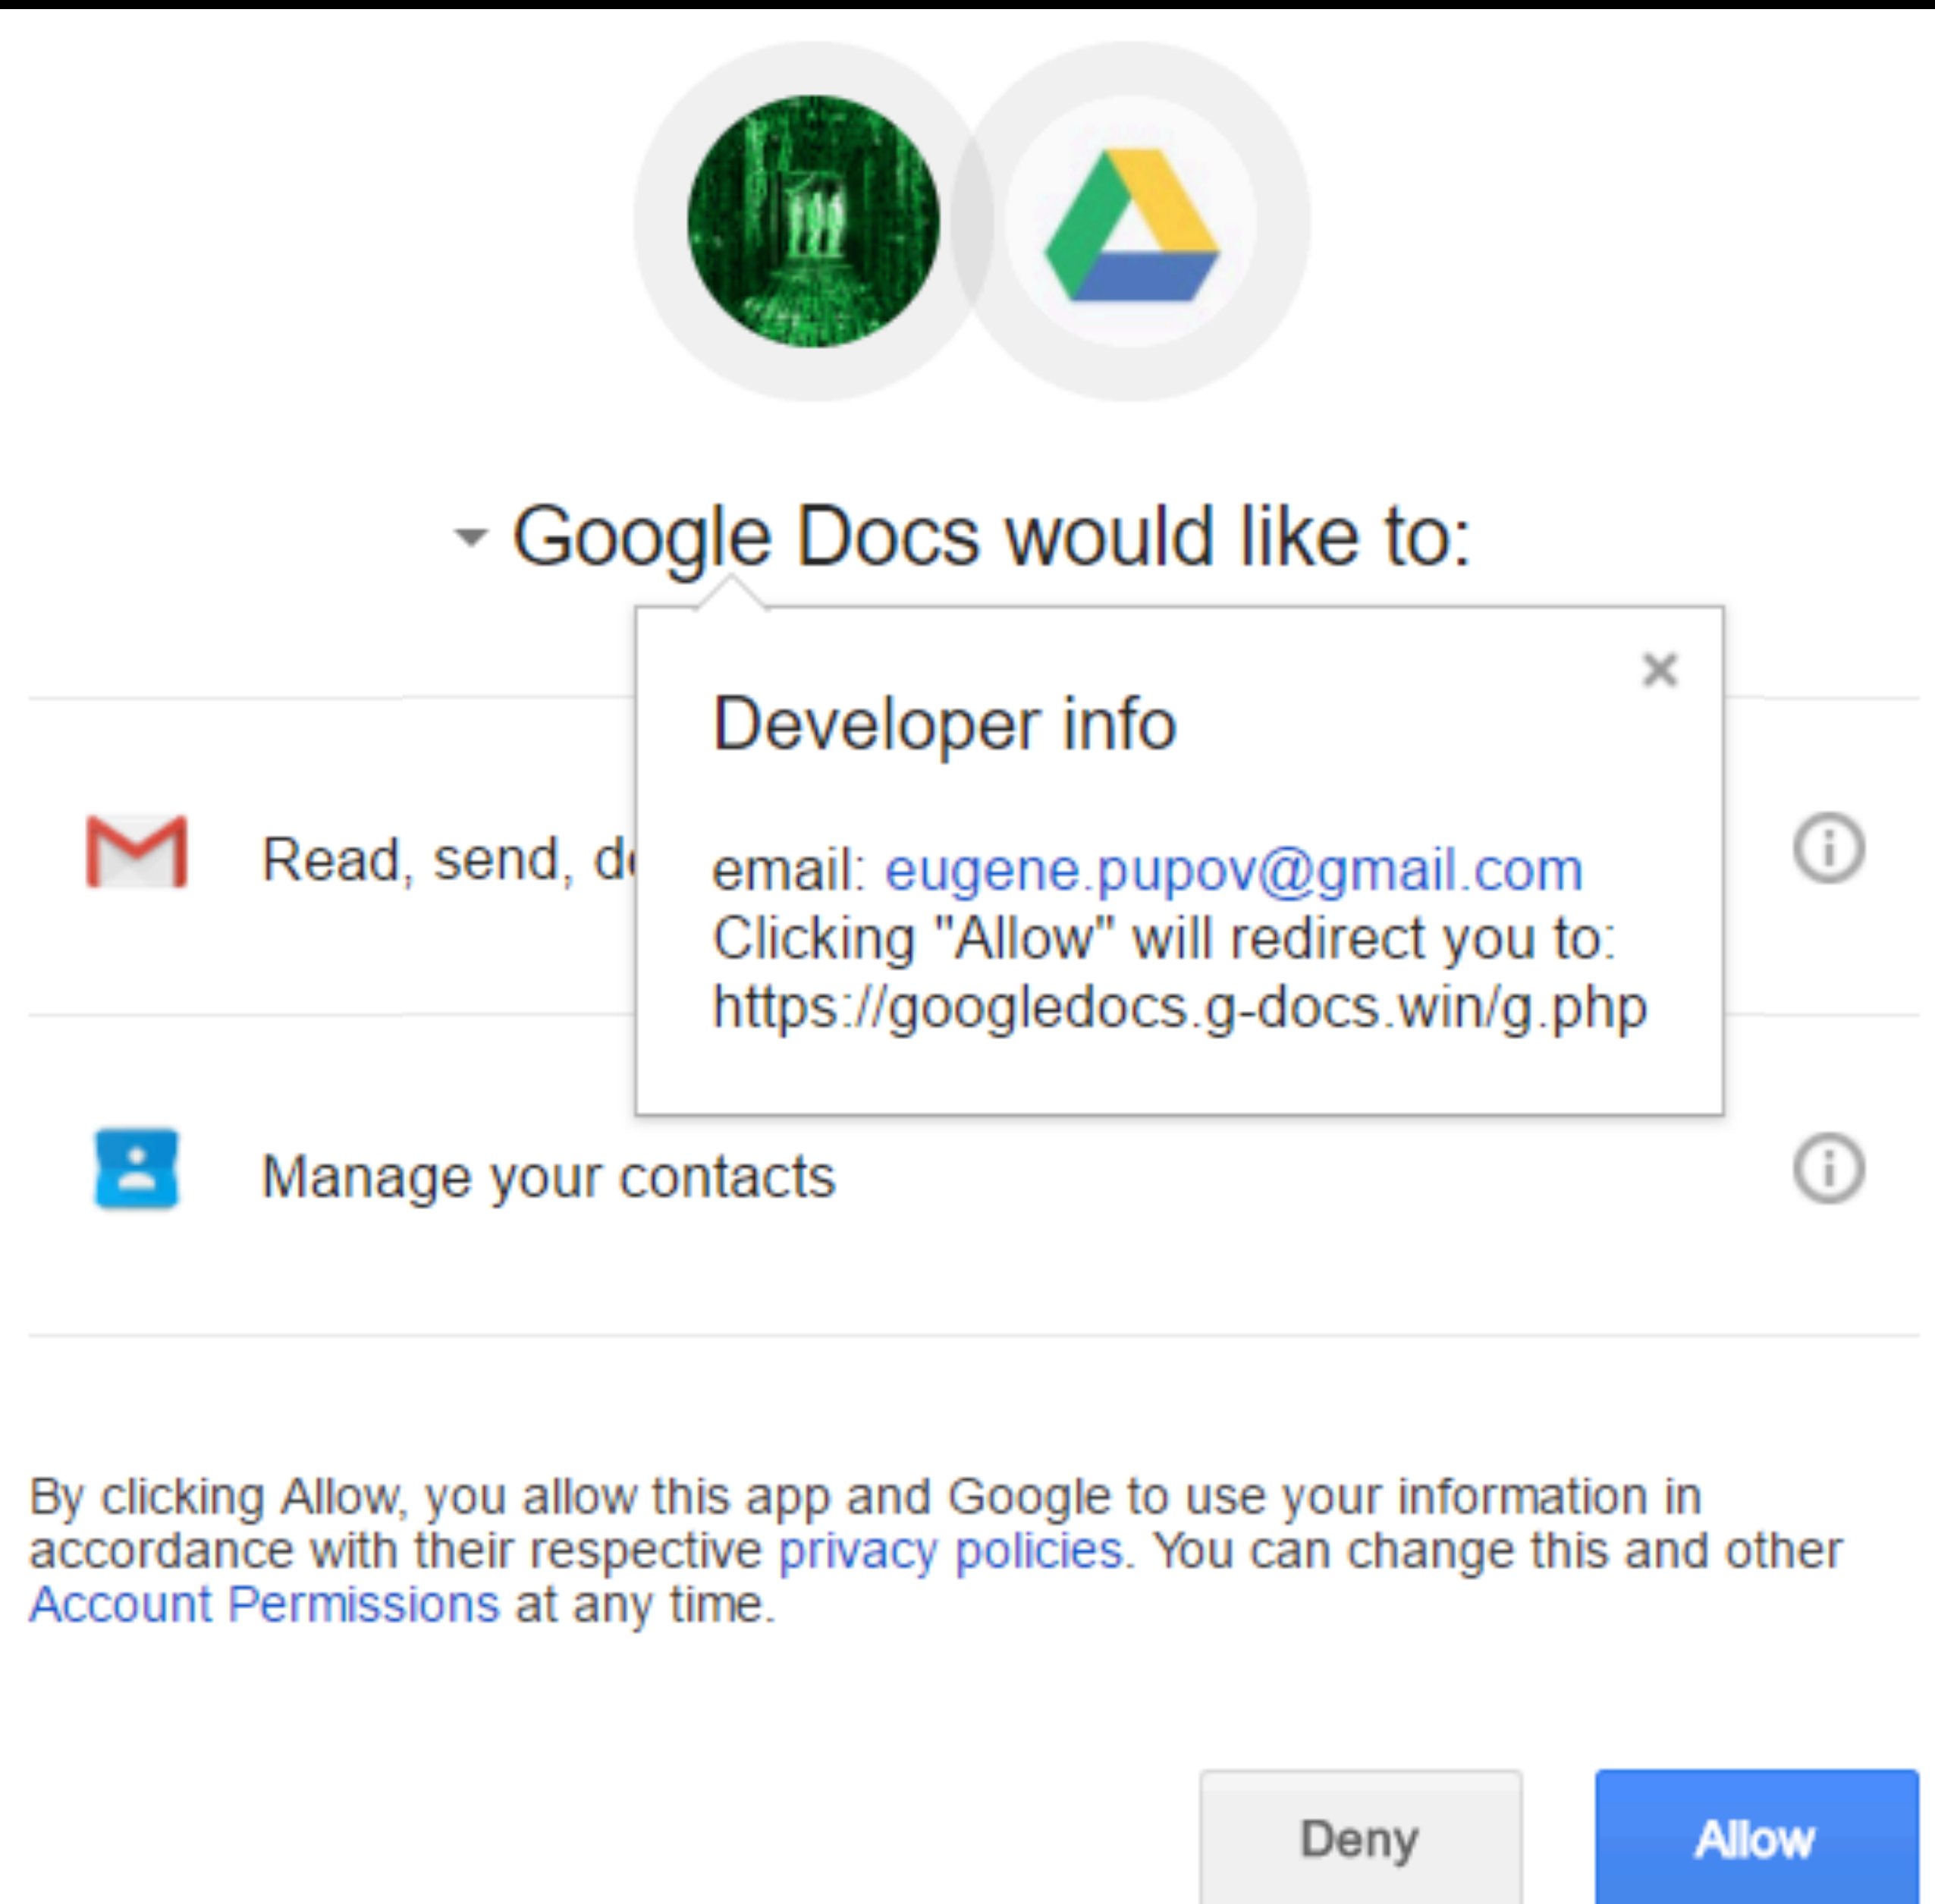 Google Docs would like to:
Developer info
Read, send,
email: eugene.pupov@gmail.com
Clicking "Allow" will redirect you to:
https://googledocs.g-docs.win/g.php
Manage your contacts
By clicking Allow, you allow this app and Google to use your information in
accordance with their respective privacy policies. You can change this and other
Account Permissions at any time.
Deny
Allow